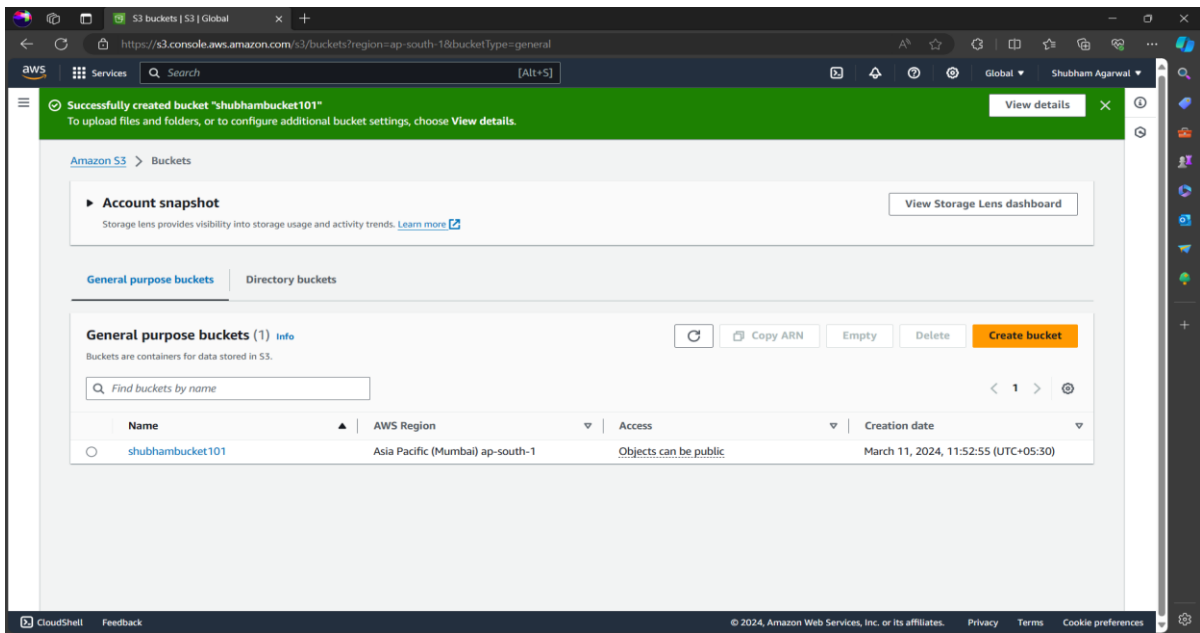 S3 buckets | S3 | Global
https://s3.console.aws.amazon.com/s3/buckets?region=ap-south-1&bucketType=general
aws Services Search [Alt+S] Global Shubham Agarwal
Successfully created bucket "shubhambucket101"
To upload files and folders, or to configure additional bucket settings, choose View details.
View details
Amazon S3 > Buckets
Account snapshot
Storage lens provides visibility into storage usage and activity trends. Learn more
View Storage Lens dashboard
General purpose buckets Directory buckets
General purpose buckets (1) Info
Buckets are containers for data stored in S3.
Copy ARN Empty Delete Create bucket
Find buckets by name
1
Name AWS Region Access Creation date
shubhambucket101 Asia Pacific (Mumbai) ap-south-1 Objects can be public March 11, 2024, 11:52:55 (UTC+05:30)
CloudShell Feedback © 2024, Amazon Web Services, Inc. or its affiliates. Privacy Terms Cookie preferences